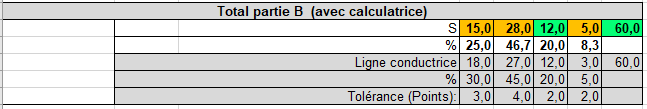 Total partie B (avec calculatrice)
S 15,0 28,0 12,0 5,0 60,0
% 25,0 46,7 20,0 8,3
Ligne conductrice 18,0 27,0 12,0 3,0 60,0
% 30,0 45,0 20,0 5,0
Tolérance (Points): 3,0 4,0 2,0 2,0